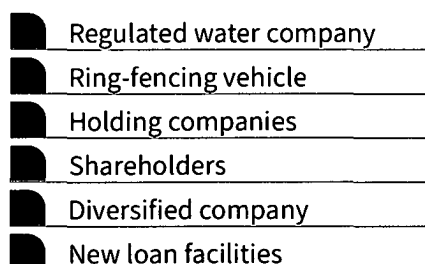 Regulated water company
Ring-fencing vehicle
Holding companies
Shareholders
Diversified company
New loan facilities